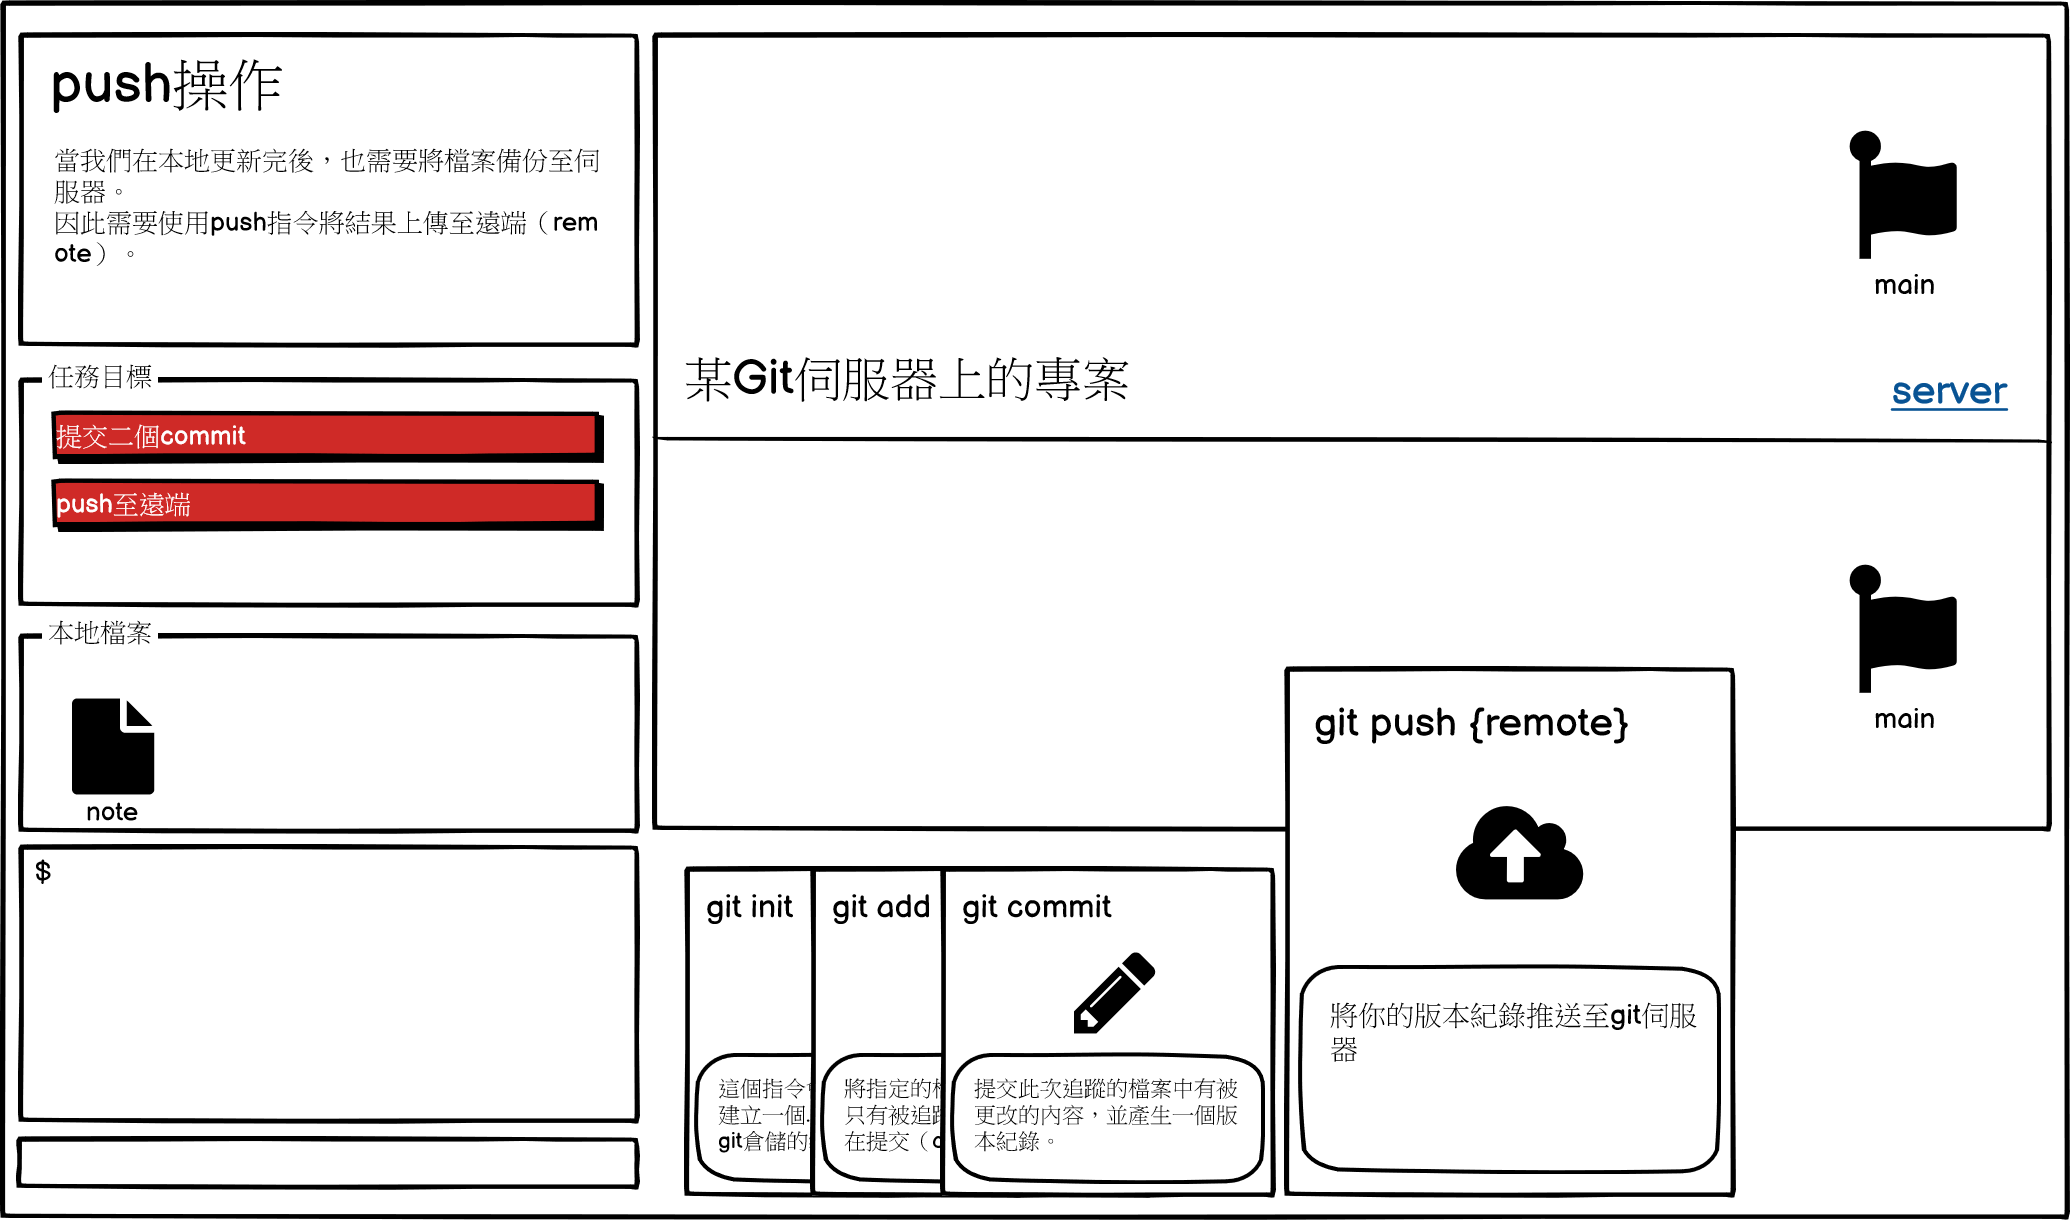 push操作
當我們在本地更新完後，也需要將檔案備份至伺
服器。
因此需要使用push指令將結果上傳至遠端（rem
ote）。
任務目標
提交二個commit
push至遠端
本地檔案
note
$
main
某Git伺服器上的專案
server
main
git init
這個指令
建立一個.
git倉儲的
git add
將指定的
只有被追
在提交（
git commit
提交此次追蹤的檔案中有被
更改的內容，並產生一個版
本紀錄。
git push {remote}
將你的版本紀錄推送至git伺服
器